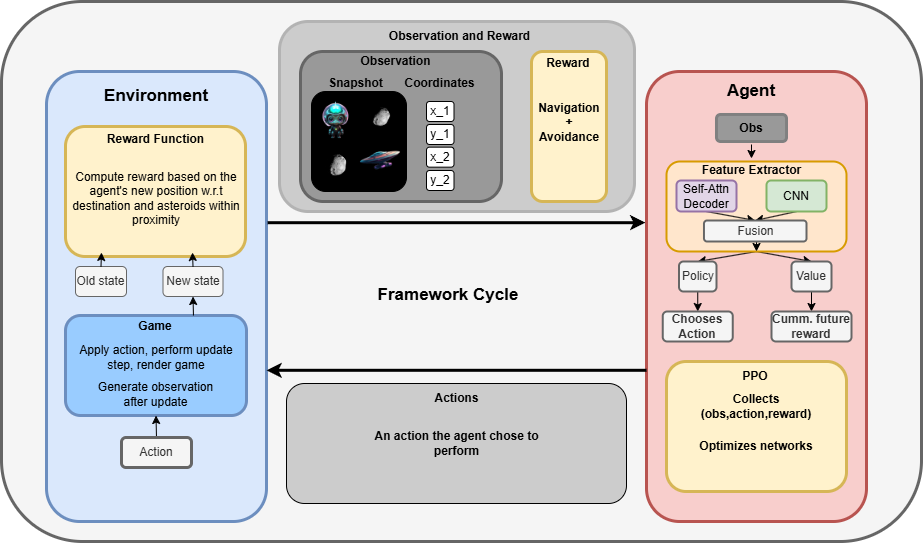 Environment
Reward Function
Compute reward based on the
agent's new position w.r.t
destination and asteroids within
proximity
Old state
New state
Game
Apply action, perform update
step, render game
Generate observation
after update
Action
Observation and Reward
Observation
Snapshot
Coordinates
x_1
y_1
x_2
y_2
Reward
Navigation
+
Avoidance
Framework Cycle
Actions
An action the agent chose to
perform
Agent
Obs
Feature Extractor
Self-Attn
Decoder
CNN
Fusion
Policy
Value
Chooses
Action
Cumm. future
reward
PPO
Collects
(obs,action,reward)
Optimizes networks